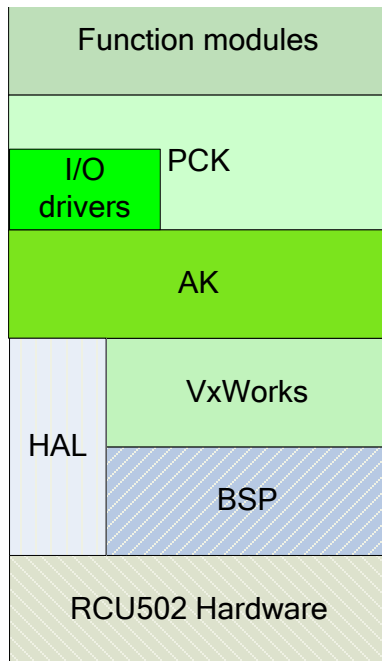 Function modules
PCK
I/O
drivers
AK
VxWorks
HAL
BSP
RCU502 Hardware